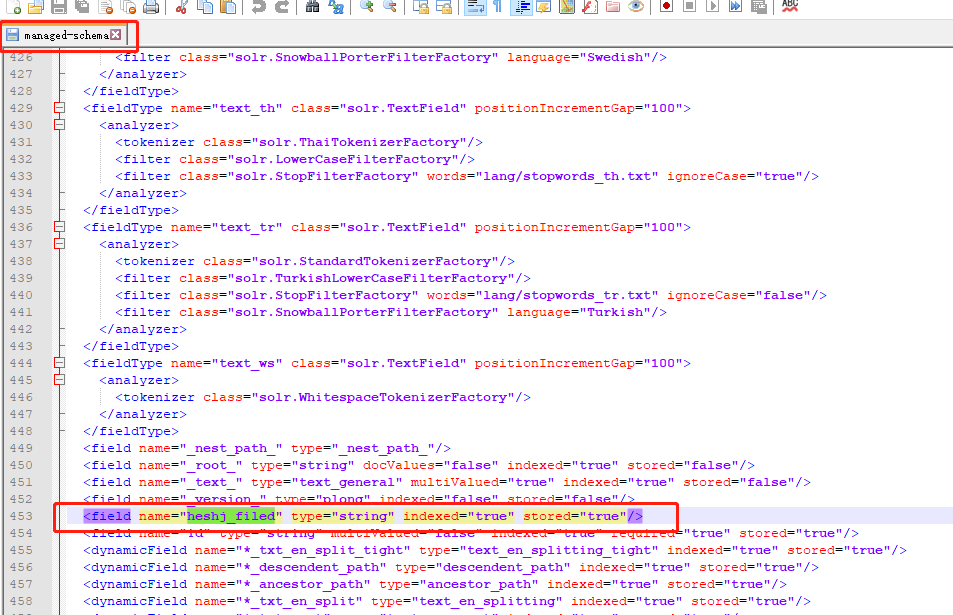 ABC
managed-schema
426 <filter class="solr.SnowballPorterFilterFactory" language="Swedish"/>
427 </analyzer>
428 </fieldType>
429 <fieldType name="text_th" class="solr.TextField" positionIncrementGap="100">
430 <analyzer>
431 <tokenizer class="solr.ThaiTokenizerFactory"/>
432 <filter class="solr.LowerCaseFilterFactory"/>
433 <filter class="solr.StopFilterFactory" words="lang/stopwords_th.txt" ignoreCase="true"/>
434 </analyzer>
435 </fieldType>
436 <fieldType name="text_tr" class="solr.TextField" positionIncrementGap="100">
437 <analyzer>
438 <tokenizer class="solr.StandardTokenizerFactory"/>
439 <filter class="solr.TurkishLowerCaseFilterFactory"/>
440 <filter class="solr.StopFilterFactory" words="lang/stopwords_tr.txt" ignoreCase="false"/>
441 <filter class="solr.SnowballPorterFilterFactory" language="Turkish"/>
442 </analyzer>
443 </fieldType>
444 <fieldType name="text_ws" class="solr.TextField" positionIncrementGap="100">
445 <analyzer>
446 <tokenizer class="solr.WhitespaceTokenizerFactory"/>
447 </analyzer>
448 </fieldType>
449 <field name="_nest_path_" type="_nest_path_"/>
450 <field name="_root_" type="string" docValues="false" indexed="true" stored="false"/>
451 <field name="_text_" type="text_general" multiValued="true" indexed="true" stored="false"/>
452 <field name="_version_" type="plong" indexed="false" stored="false"/>
453 <field name="heshj_filed" type="string" indexed="true" stored="true"/>
454 <field name="id" type="string" multiValued="false" indexed="true" required="true" stored="true"/>
455 <dynamicField name="*_txt_en_split_tight" type="text_en_splitting_tight" indexed="true" stored="true"/>
456 <dynamicField name="*_descendent_path" type="descendent_path" indexed="true" stored="true"/>
457 <dynamicField name="*_ancestor_path" type="ancestor_path" indexed="true" stored="true"/>
458 <dynamicField name="*_txt_en_split" type="text_en_splitting" indexed="true" stored="true"/>